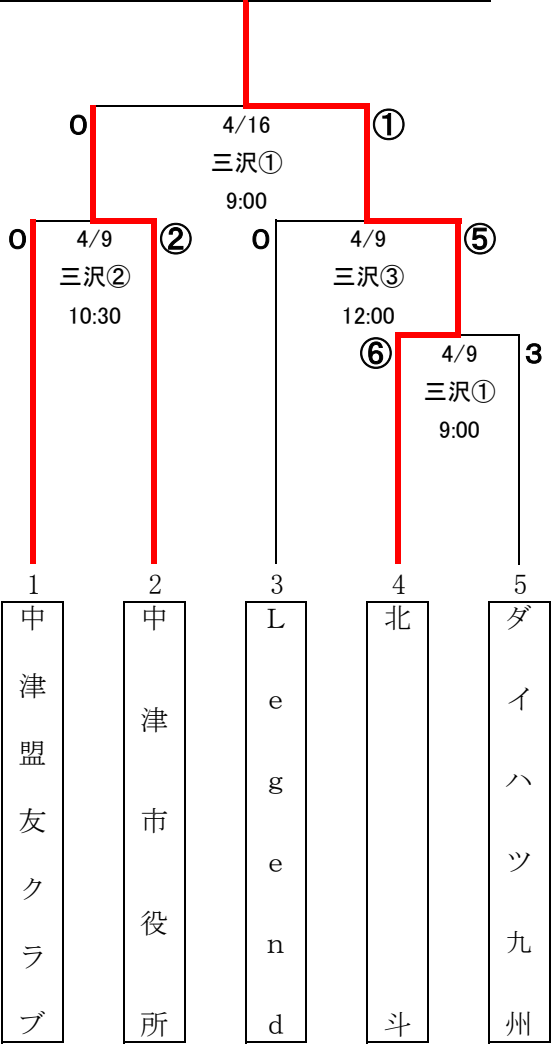 0 ①
4/16
三沢①
9:00
0 ② 0 ⑤
4/9 4/9
三沢② 三沢③
10:30 12:00
⑥ 3
4/9
三沢①
9:00
1 2 3 4 5
中津盟友クラブ
中津市役所
Legend
北斗
ダイハツ九州